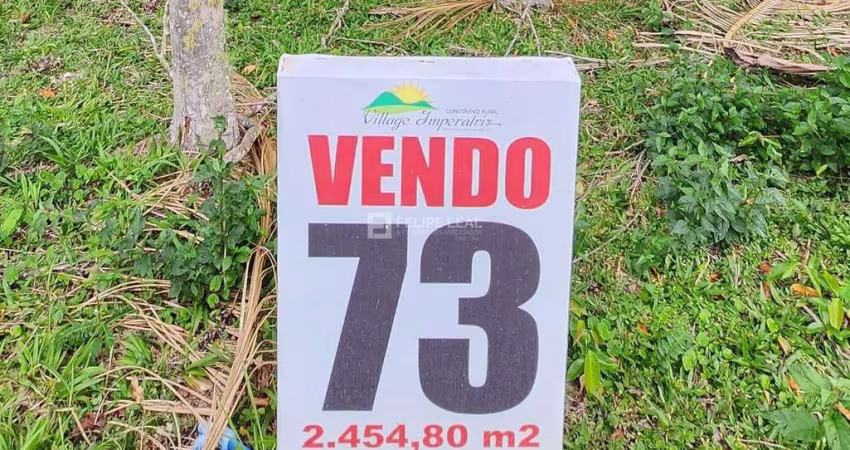 CONDOMÍNIO RURAL
Village Imperatriz
VENDO
FELIPE LEAL
73
2.454,80 m2